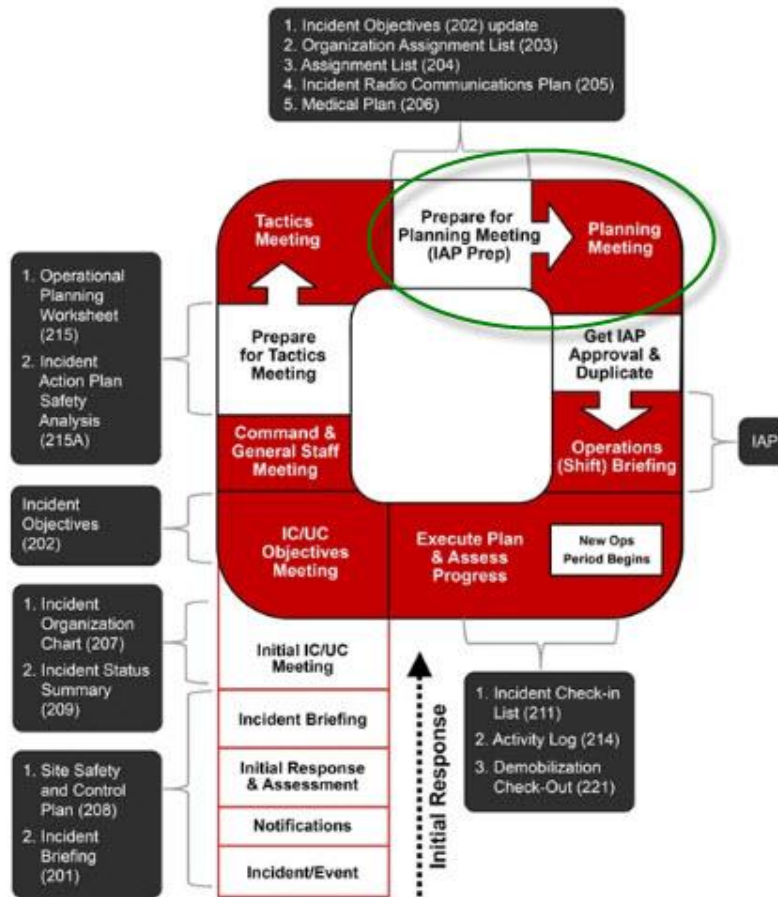 1. Incident Objectives (202) update
2. Organization Assignment List (203)
3. Assignment List (204)
4. Incident Radio Communications Plan (205)
5. Medical Plan (206)
Tactics
Meeting
Prepare for
Planning Meeting
(IAP Prep)
Planning
Meeting
1. Operational
Planning
Worksheet
(215)
2. Incident
Action Plan
Safety
Analysis
(215A)
Prepare
for Tactics
Meeting
Get IAP
Approval &
Duplicate
Command &
General Staff
Meeting
Operations
(Shift) Briefing
IAP
Incident
Objectives
(202)
IC/UC
Objectives
Meeting
Execute Plan
& Assess
Progress
New Ops
Period Begins
1. Incident
Organization
Chart (207)
2. Incident Status
Summary
(209)
Initial IC/UC
Meeting
Incident Briefing
Initial Response
& Assessment
Notifications
Incident/Event
Initial Response
1. Incident Check-in
List (211)
2. Activity Log (214)
3. Demobilization
Check-Out (221)
1. Site Safety
and Control
Plan (208)
2. Incident
Briefing
(201)